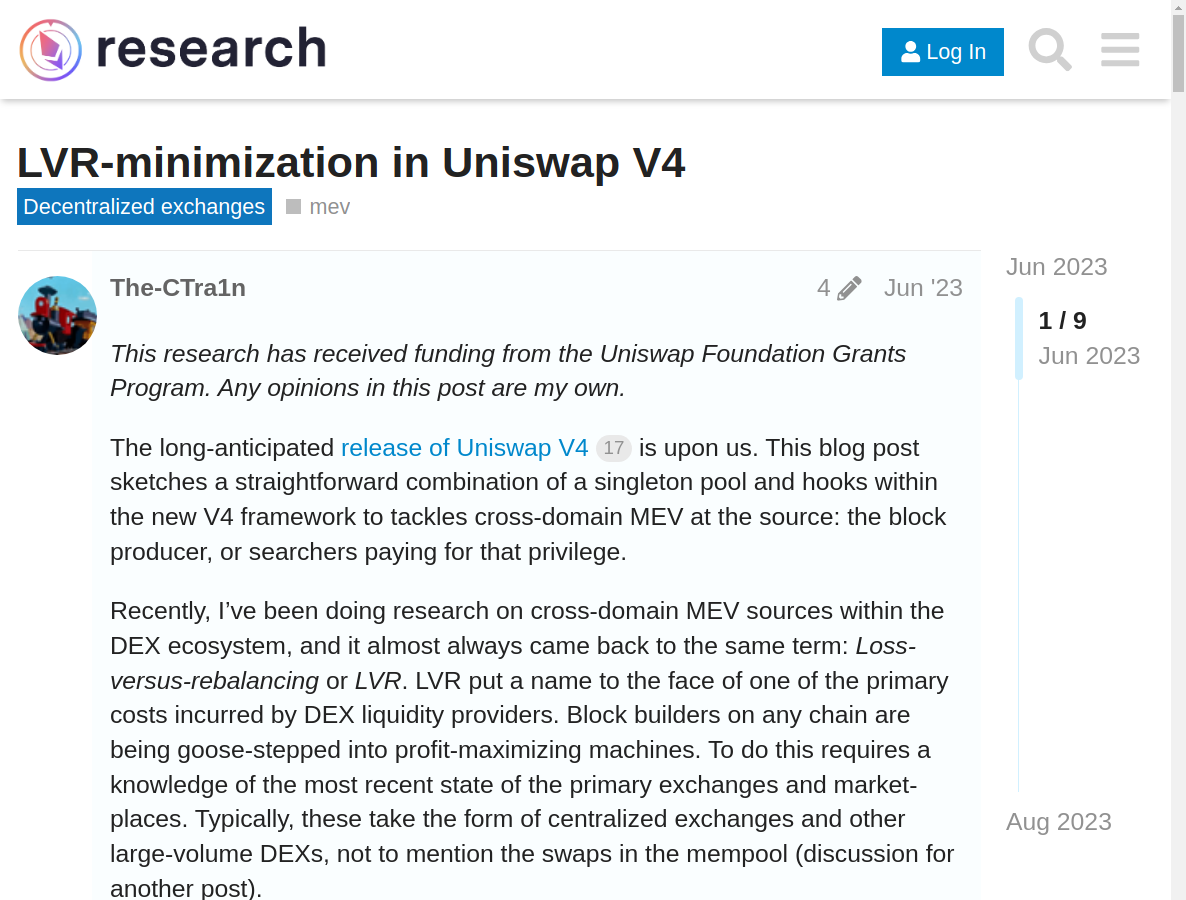 research
Log In
LVR-minimization in Uniswap V4
Decentralized exchanges mev
The-CTra1n 4 Jun '23
This research has received funding from the Uniswap Foundation Grants
Program. Any opinions in this post are my own.
The long-anticipated release of Uniswap V4 17 is upon us. This blog post
sketches a straightforward combination of a singleton pool and hooks within
the new V4 framework to tackles cross-domain MEV at the source: the block
producer, or searchers paying for that privilege.
Recently, I’ve been doing research on cross-domain MEV sources within the
DEX ecosystem, and it almost always came back to the same term: Loss-
versus-rebalancing or LVR. LVR put a name to the face of one of the primary
costs incurred by DEX liquidity providers. Block builders on any chain are
being goose-stepped into profit-maximizing machines. To do this requires a
knowledge of the most recent state of the primary exchanges and market-
places. Typically, these take the form of centralized exchanges and other
large-volume DEXs, not to mention the swaps in the mempool (discussion for
another post).
Jun 2023
1 / 9
Jun 2023
Aug 2023